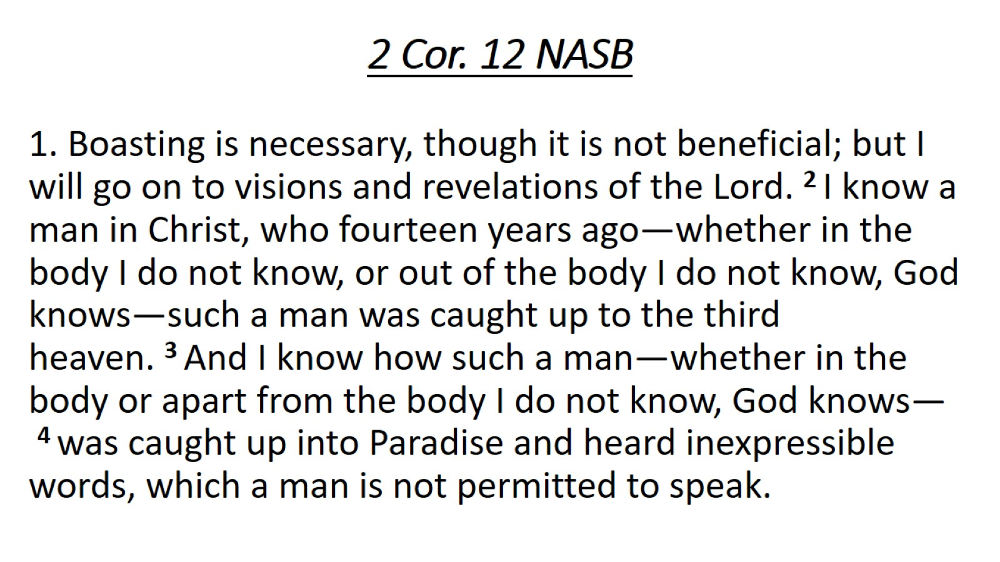 2 Cor. 12 NASB
1. Boasting is necessary, though it is not beneficial; but I
will go on to visions and revelations of the Lord. ² I know a
man in Christ, who fourteen years ago—whether in the
body I do not know, or out of the body I do not know, God
knows—such a man was caught up to the third
heaven. ³ And I know how such a man—whether in the
body or apart from the body I do not know, God knows—
⁴ was caught up into Paradise and heard inexpressible
words, which a man is not permitted to speak.